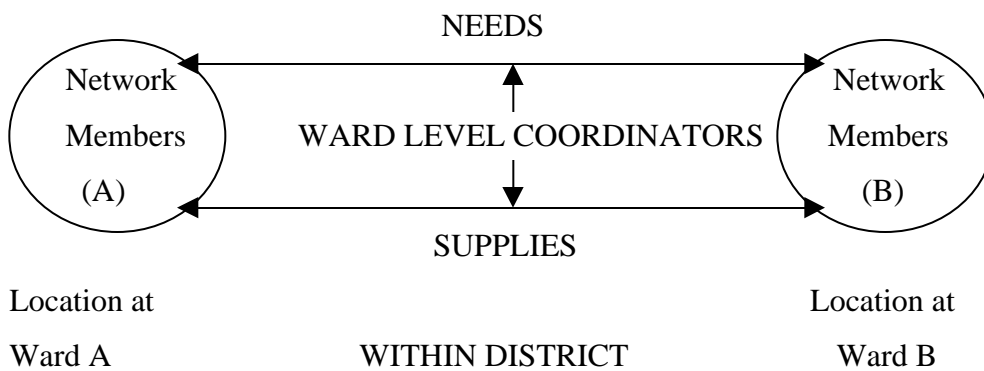 NEEDS
Network Network
Members WARD LEVEL COORDINATORS Members
(A) (B)
SUPPLIES
Location at Location at
Ward A WITHIN DISTRICT Ward B